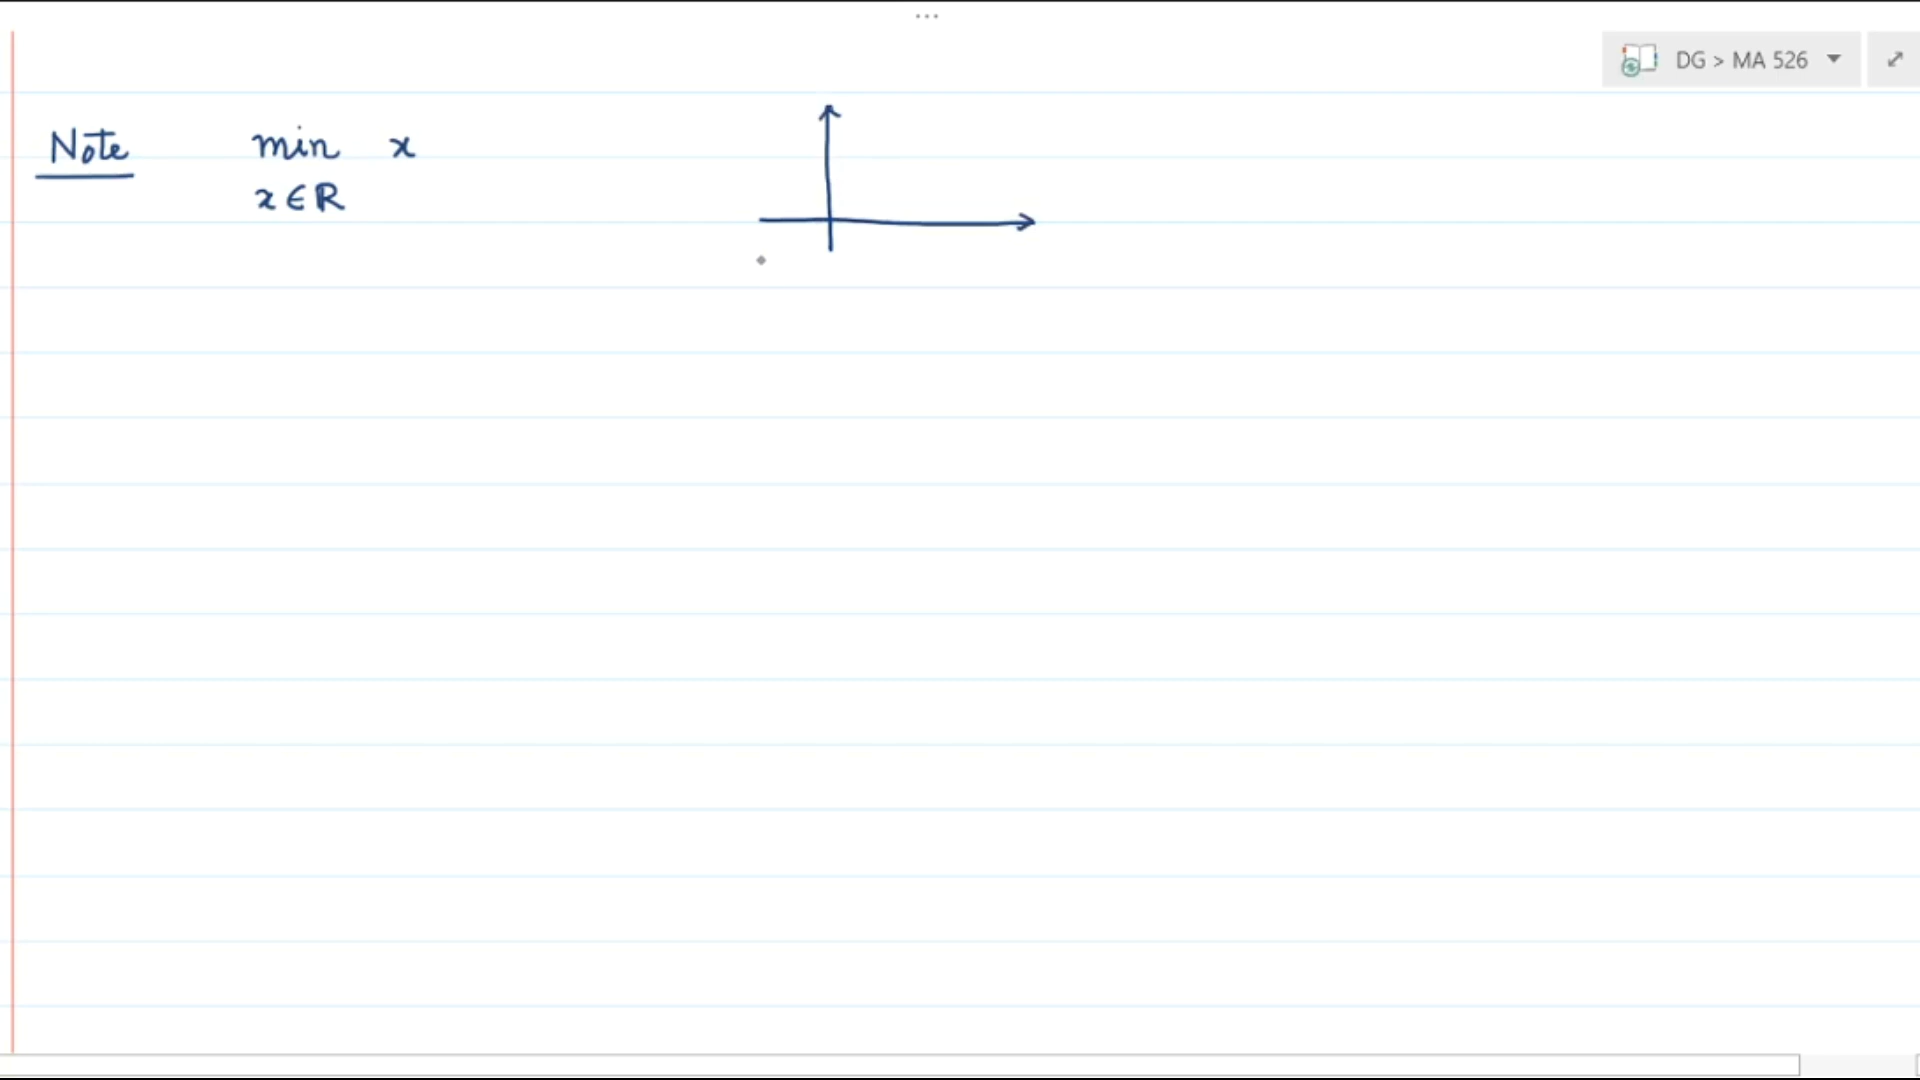 DG > MA 526
Note min x
x ∈ ℝ